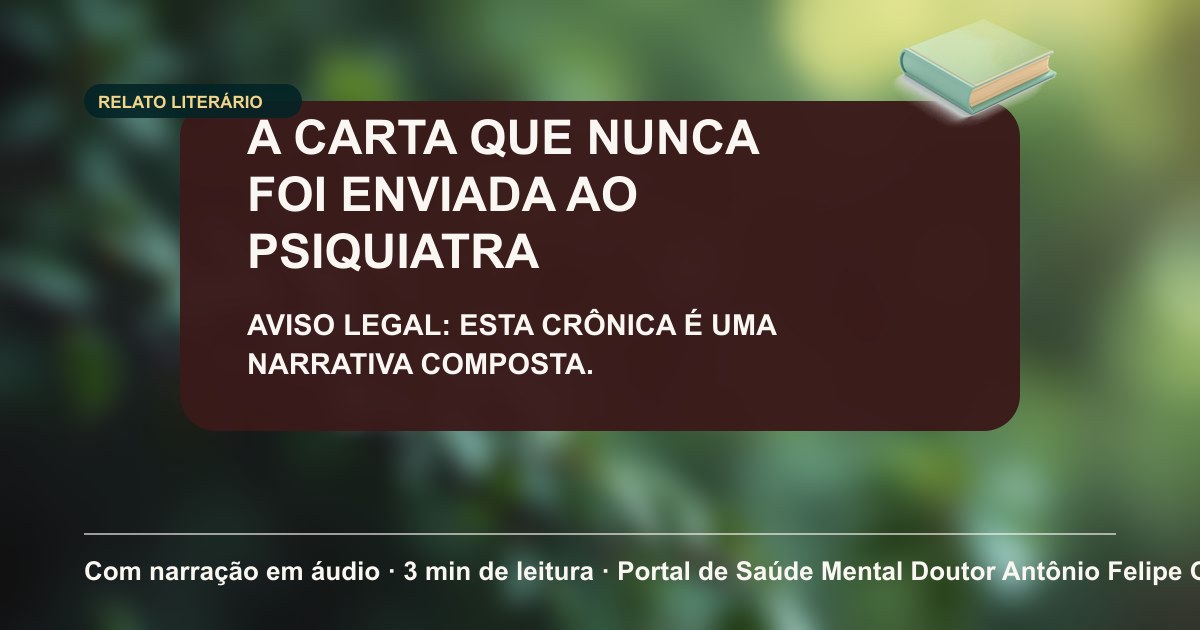 RELATO LITERÁRIO
A CARTA QUE NUNCA
FOI ENVIADA AO
PSIQUIATRA
AVISO LEGAL: ESTA CRÔNICA É UMA
NARRATIVA COMPOSTA.
Com narração em áudio · 3 min de leitura · Portal de Saúde Mental Doutor Antônio Felipe